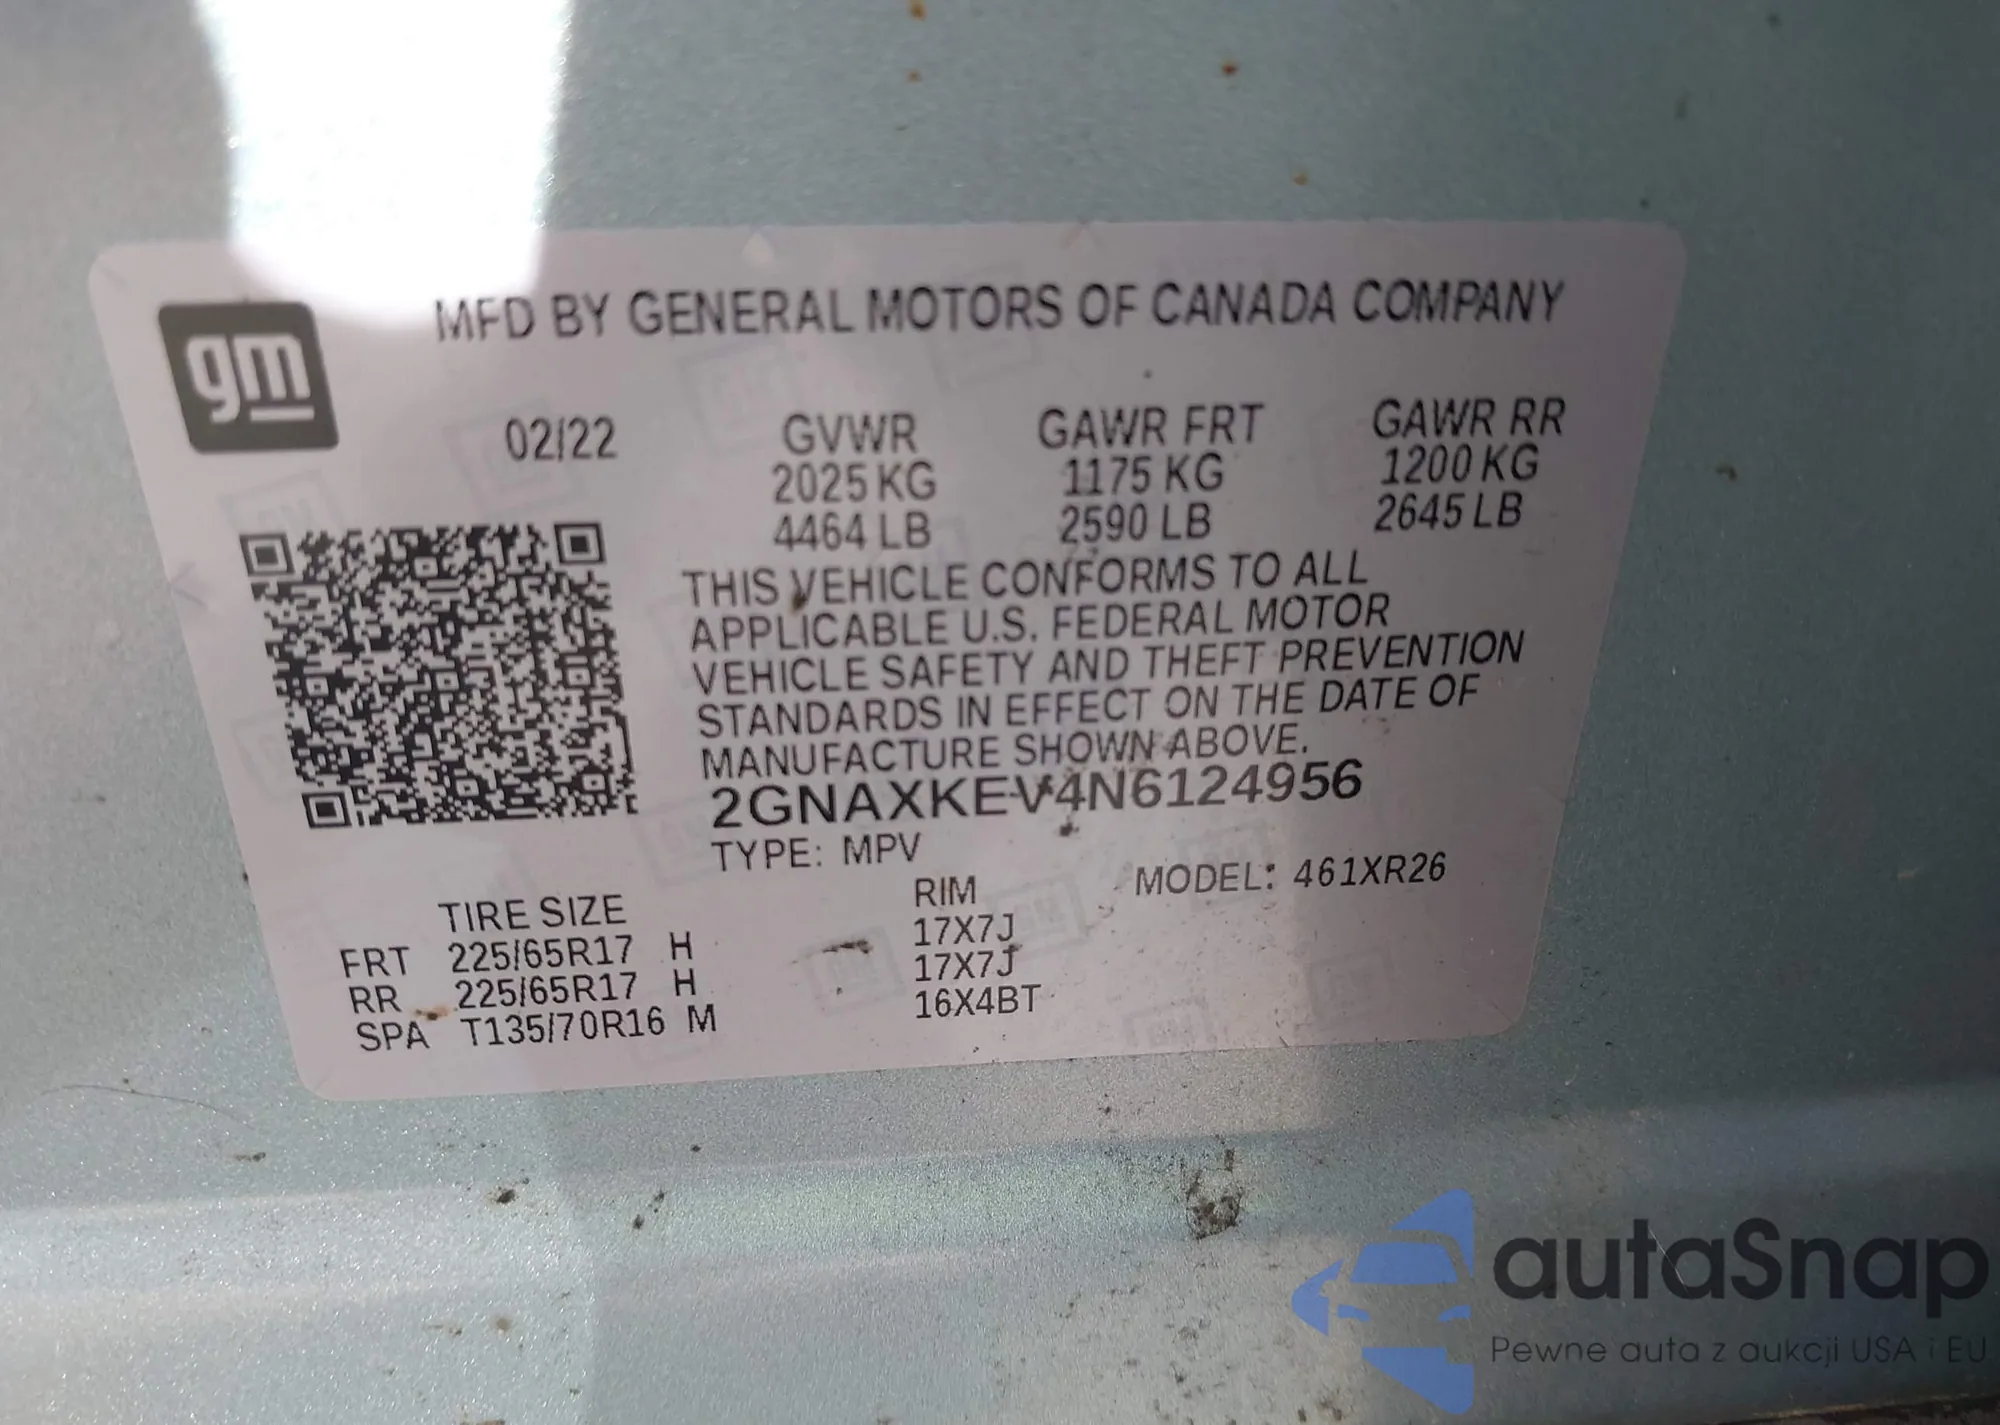 gm
MFD BY GENERAL MOTORS OF CANADA COMPANY
02/22 GVWR GAWR FRT GAWR RR
2025 KG 1175 KG 1200 KG
4464 LB 2590 LB 2645 LB
THIS VEHICLE CONFORMS TO ALL
APPLICABLE U.S. FEDERAL MOTOR
VEHICLE SAFETY AND THEFT PREVENTION
STANDARDS IN EFFECT ON THE DATE OF
MANUFACTURE SHOWN ABOVE.
2GNAXKEV4N6124956
TYPE: MPV MODEL: 461XR26
TIRE SIZE RIM
FRT 225/65R17 H 17X7J
RR 225/65R17 H 17X7J
SPA T135/70R16 M 16X4BT
autaSnap
Pewne auta z aukcji USA i EU